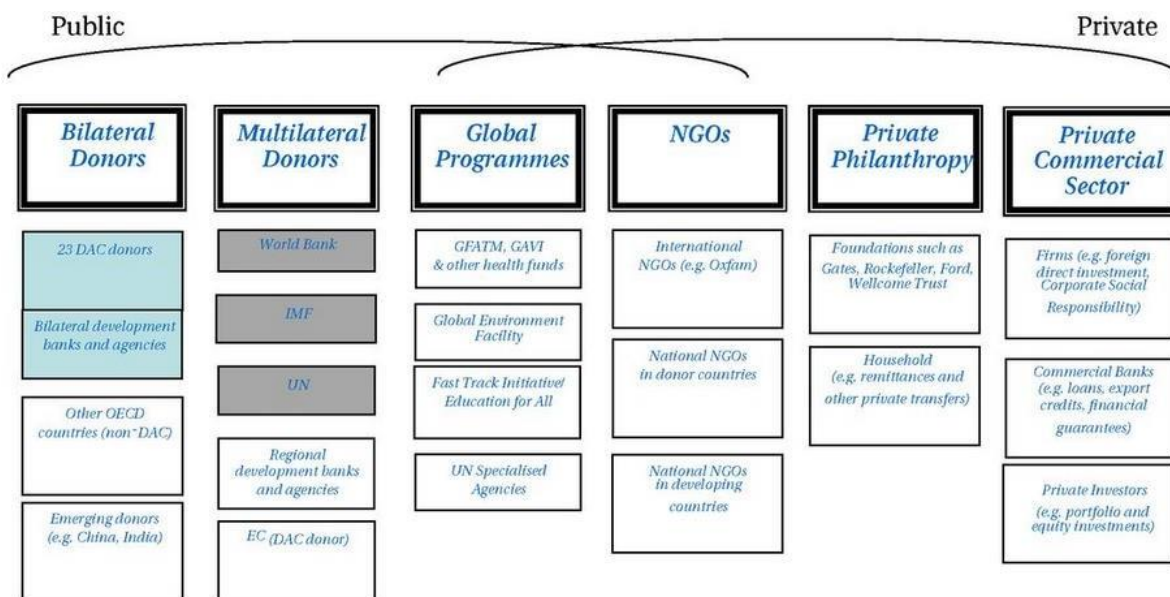 Public
Private
Bilateral
Donors
Multilateral
Donors
Global
Programmes
NGOs
Private
Philanthropy
Private
Commercial
Sector
23 DAC donors
Bilateral development
banks and agencies
Other OECD
countries (non-DAC)
Emerging donors
(e.g. China, India)
World Bank
IMF
UN
Regional
development banks
and agencies
EC (DAC donor)
GFATM, GAVI
& other health funds
Global Environment
Facility
Fast Track Initiative/
Education for All
UN Specialised
Agencies
International
NGOs (e.g. Oxfam)
National NGOs
in donor countries
National NGOs
in developing
countries
Foundations such as
Gates, Rockefeller, Ford,
Wellcome Trust
Household
(e.g. remittances and
other private transfers)
Firms (e.g. foreign
direct investment,
Corporate Social
Responsibility)
Commercial Banks
(e.g. loans, export
credits, financial
guarantees)
Private Investors
(e.g. portfolio and
equity investments)